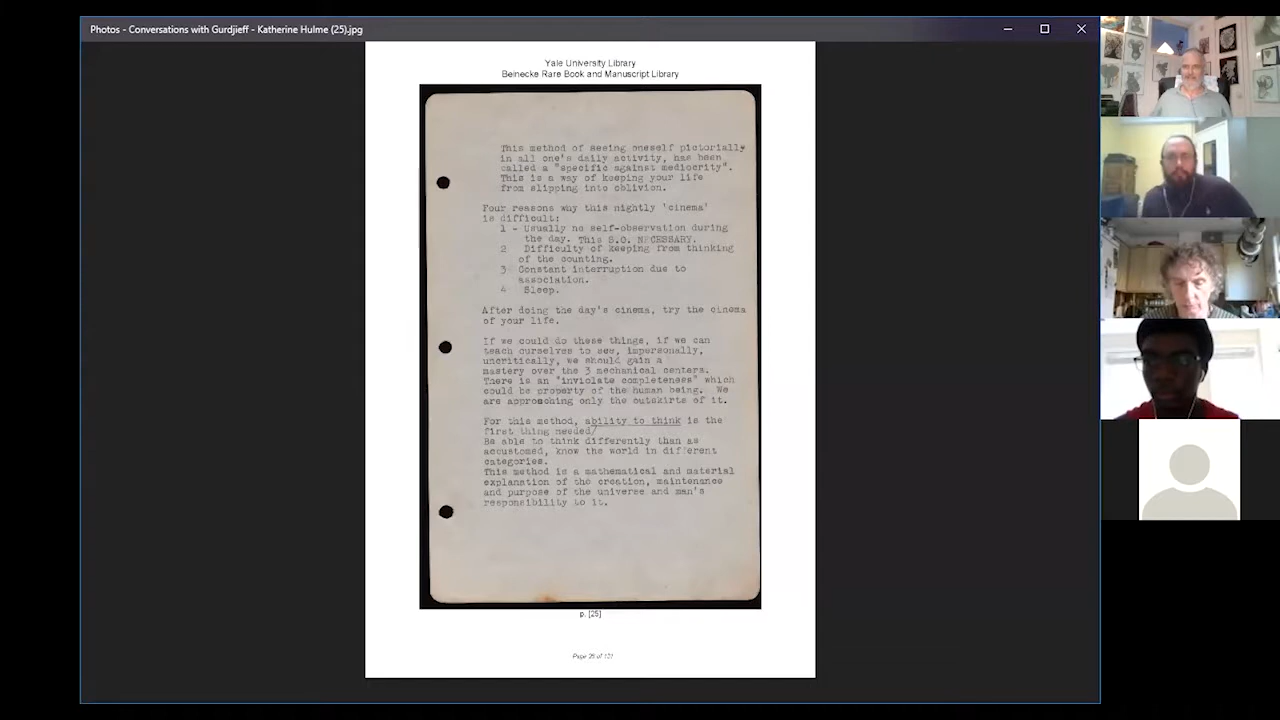 Photos - Conversations with Gurdjieff - Katherine Hulme (25).jpg
Yale University Library
Beinecke Rare Book and Manuscript Library
This method of seeing oneself pictorially
in all one's daily activity, has been
called a "specific against mediocrity".
This is a way of keeping your life
from slipping into oblivion.
Four reasons why this nightly 'cinema'
is difficult:
1 - Usually no self-observation during
the day. This S.O. NECESSARY.
2 Difficulty of keeping from thinking
of the counting.
3 Constant interruption due to
association.
4 Sleep.
After doing the day's cinema, try the cinema
of your life.
If we could do these things, if we can
teach ourselves to see, impersonally,
uncritically, we should gain a
mastery over the 3 mechanical centers.
There is an "inviolate completeness" which
could be property of the human being. We
are approaching only the outskirts of it.
For this method, ability to think is the
first thing needed/
Be able to think differently than as
accustomed, know the world in different
categories.
This method is a mathematical and material
explanation of the creation, maintenance
and purpose of the universe and man's
responsibility to it.
p. [25]
Page 25 of 121